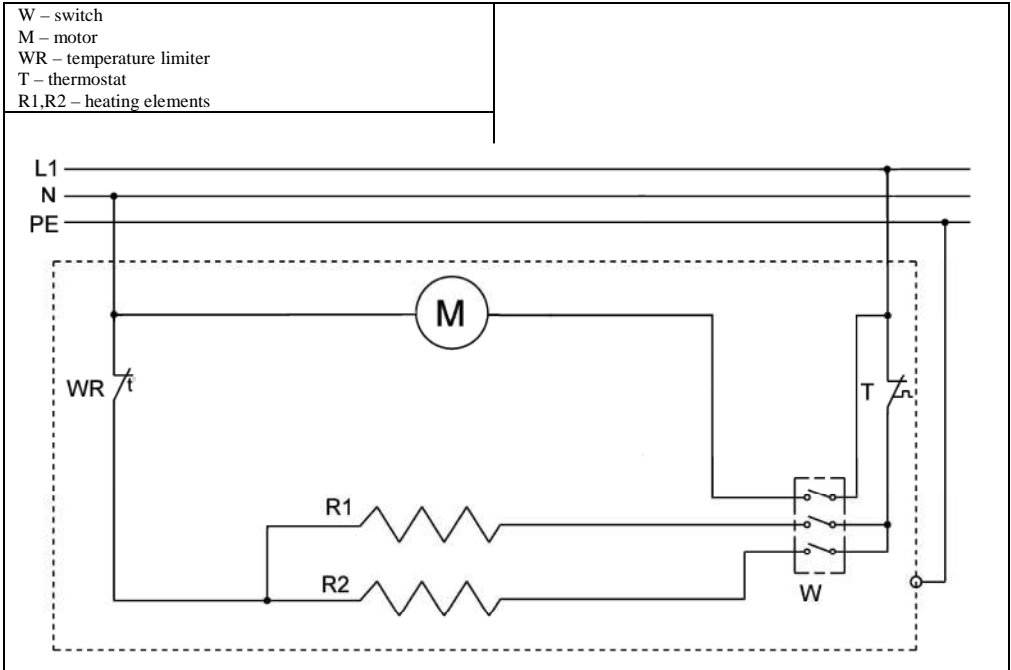 W – switch
M – motor
WR – temperature limiter
T – thermostat
R1,R2 – heating elements
L1
N
PE
M
WR
t
T
R1
R2
W